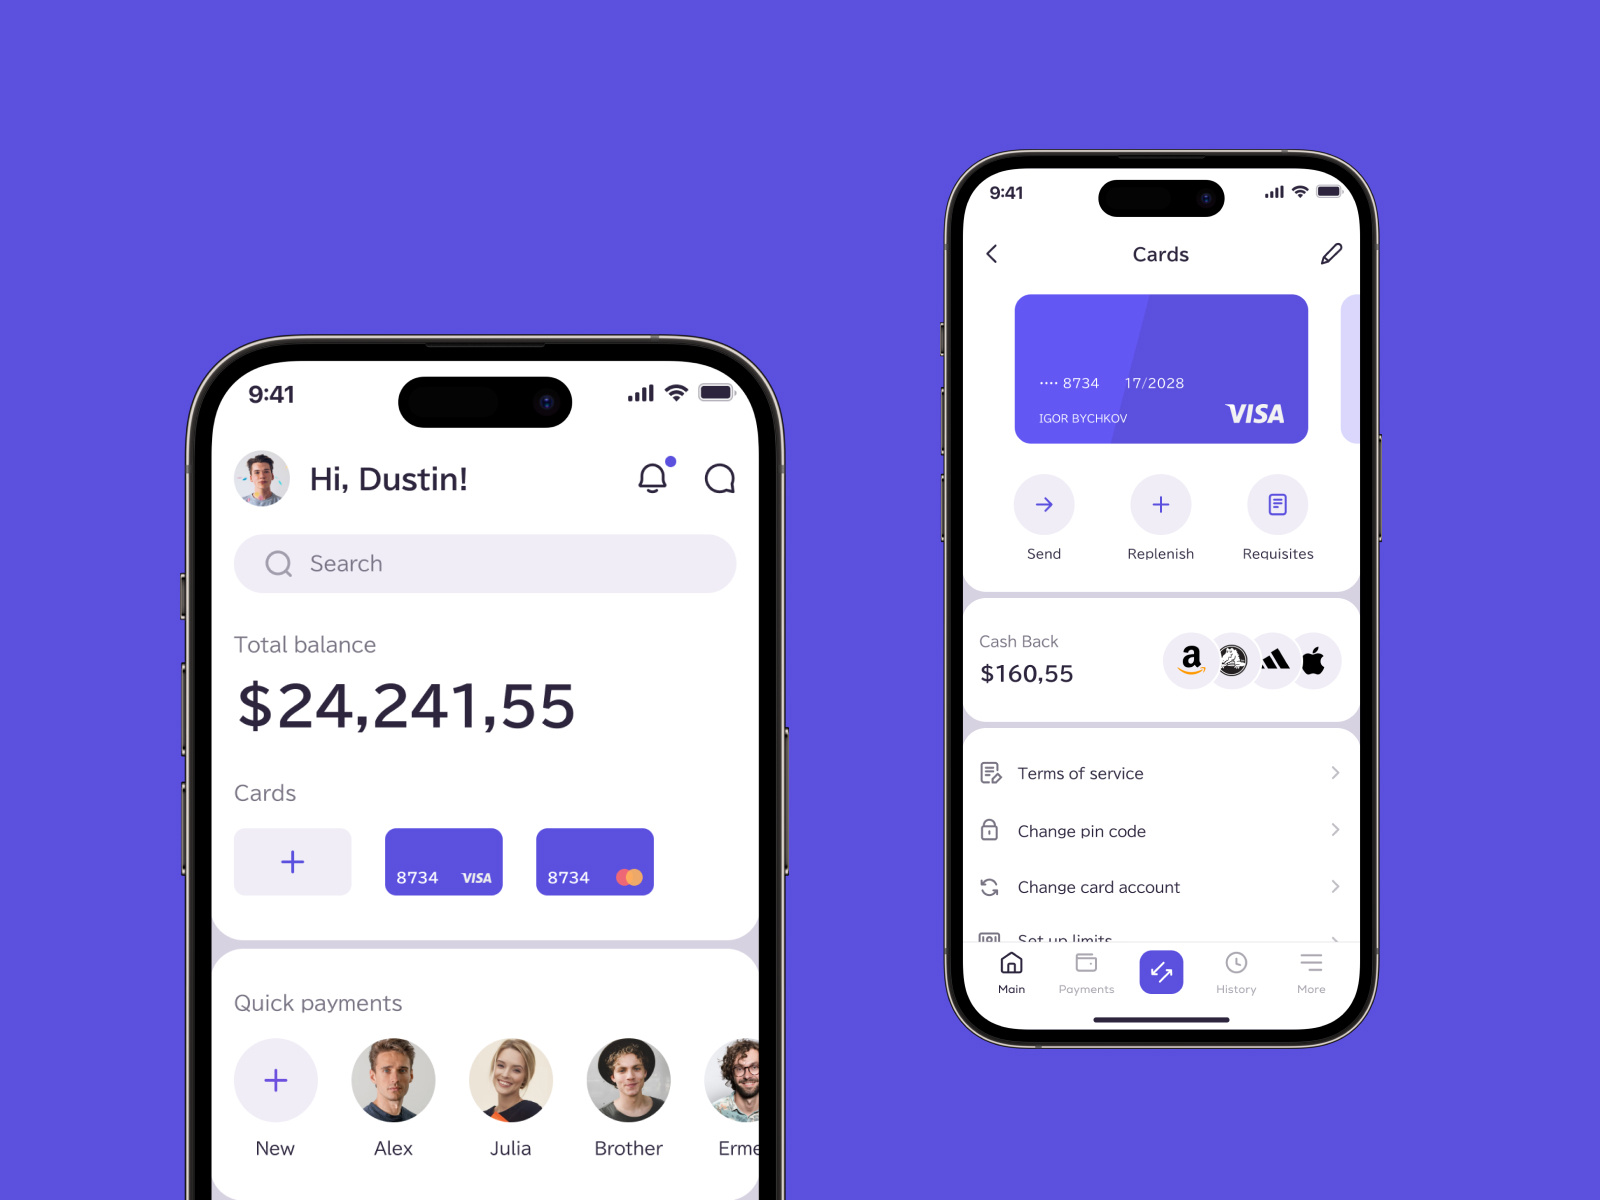 9:41
Hi, Dustin!
Search
Total balance
$24,241,55
Cards
8734 VISA
8734
Quick payments
New Alex Julia Brother Erme
9:41
Cards
•••• 8734 17/2028
IGOR BYCHKOV VISA
Send Replenish Requisites
Cash Back
$160,55
a
Terms of service
Change pin code
Change card account
Set up limits
Main Payments History More